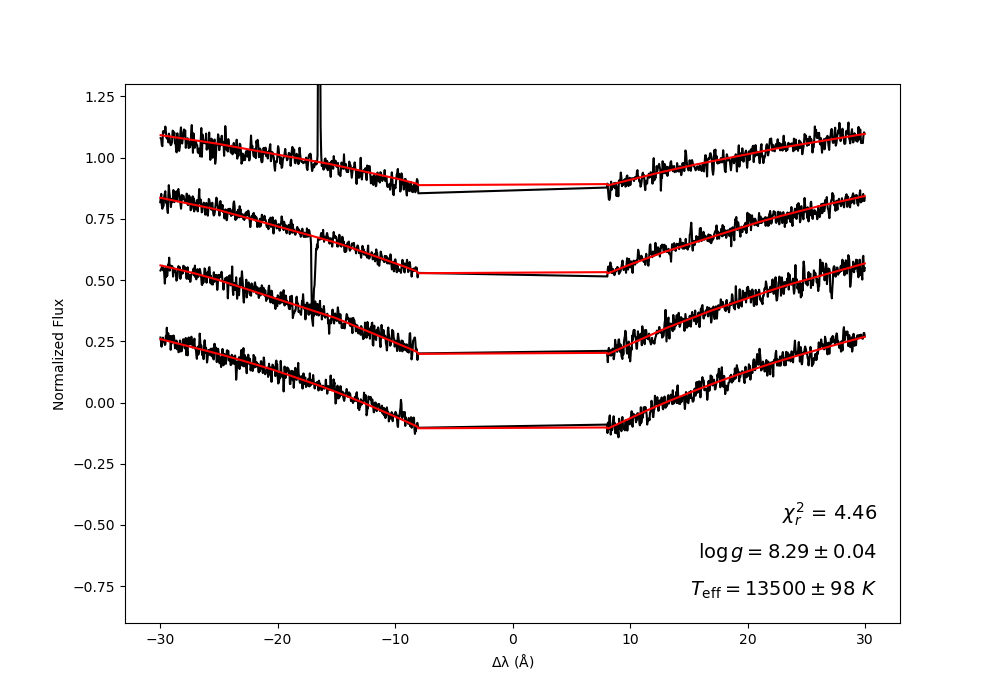 1.25
1.00
0.75
0.50
0.25
0.00
−0.25
−0.50
−0.75
Normalized Flux
χ²ᵣ = 4.46
log g = 8.29 ± 0.04
T_eff = 13500 ± 98 K
−30 −20 −10 0 10 20 30
Δλ (Å)